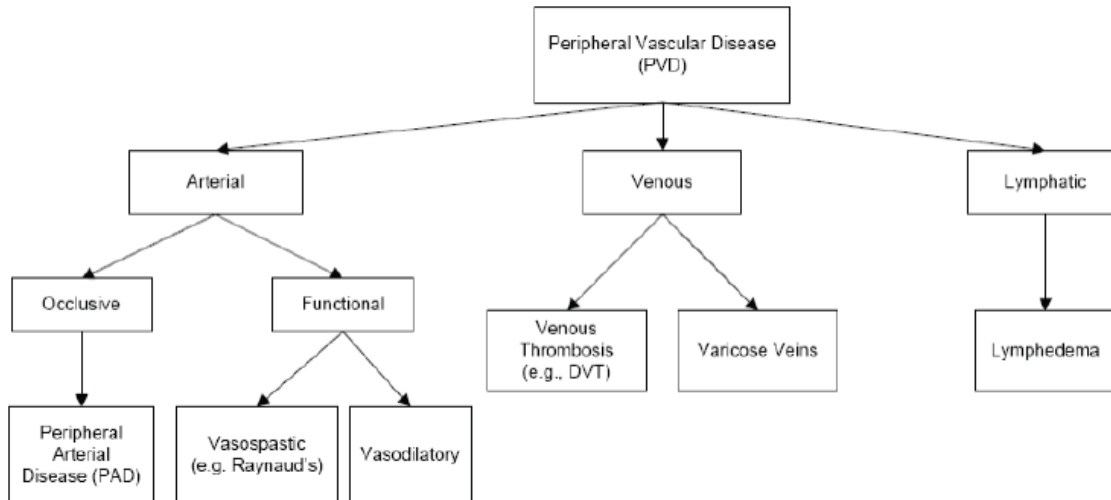 Peripheral Vascular Disease
(PVD)
Arterial
Venous
Lymphatic
Occlusive
Functional
Venous
Thrombosis
(e.g., DVT)
Varicose Veins
Lymphedema
Peripheral
Arterial
Disease (PAD)
Vasospastic
(e.g. Raynaud's)
Vasodilatory